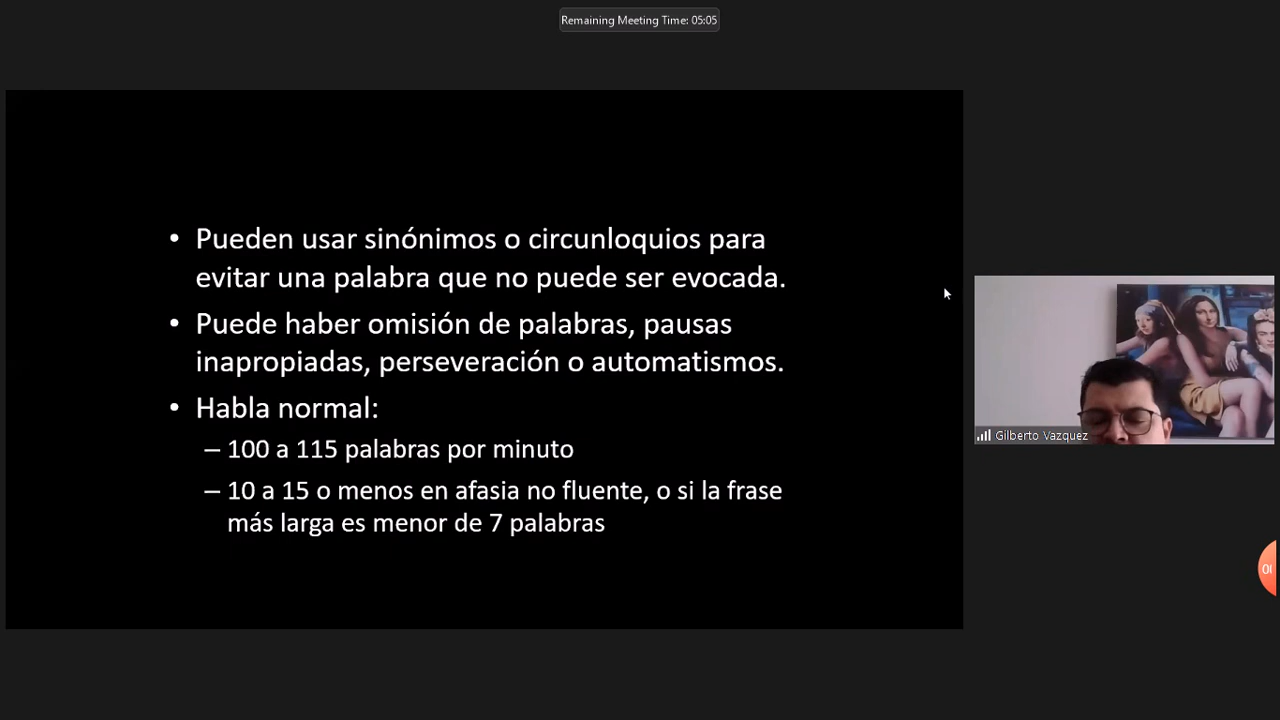 Remaining Meeting Time: 05:05
• Pueden usar sinónimos o circunloquios para
evitar una palabra que no puede ser evocada.
• Puede haber omisión de palabras, pausas
inapropiadas, perseveración o automatismos.
• Habla normal:
– 100 a 115 palabras por minuto
– 10 a 15 o menos en afasia no fluente, o si la frase
más larga es menor de 7 palabras
Gilberto Vazquez